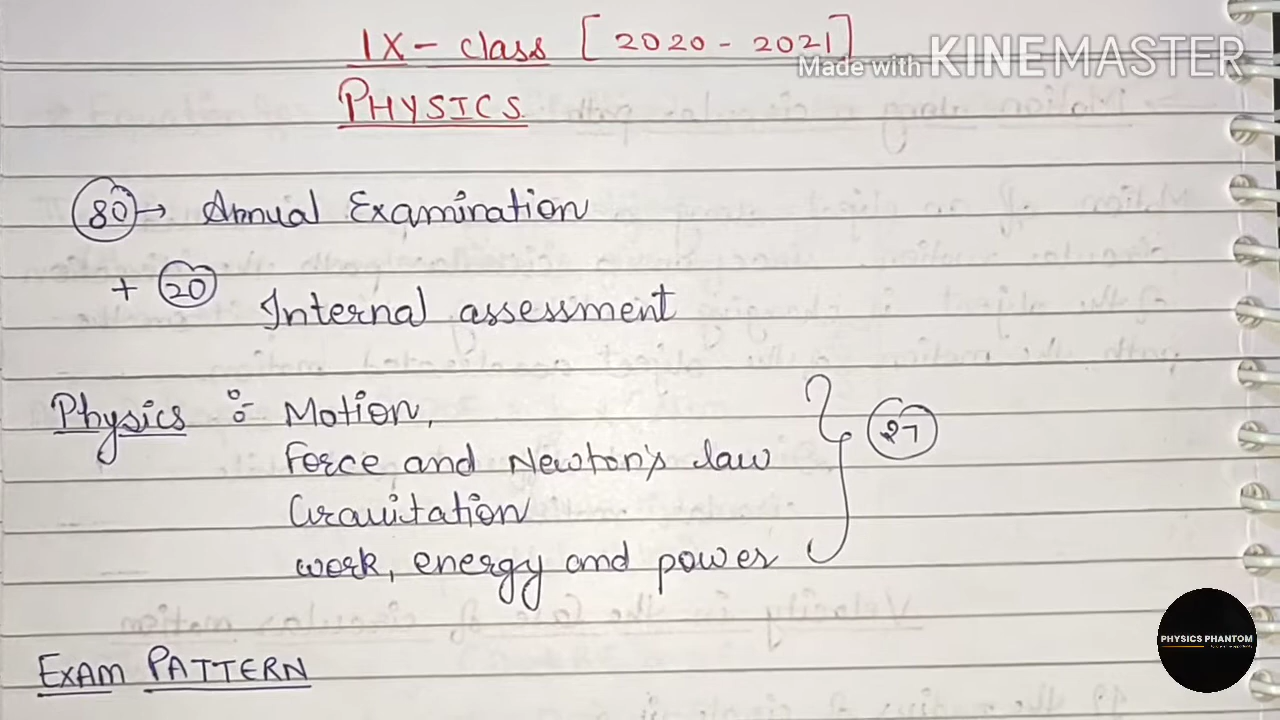 IX - class [2020 - 2021]
Made with KINEMASTER
PHYSICS
80 → Annual Examination
+ 20 Internal assessment
Physics :- Motion,
Force and Newton's law
Gravitation
work, energy and power
27
EXAM PATTERN
PHYSICS PHANTOM